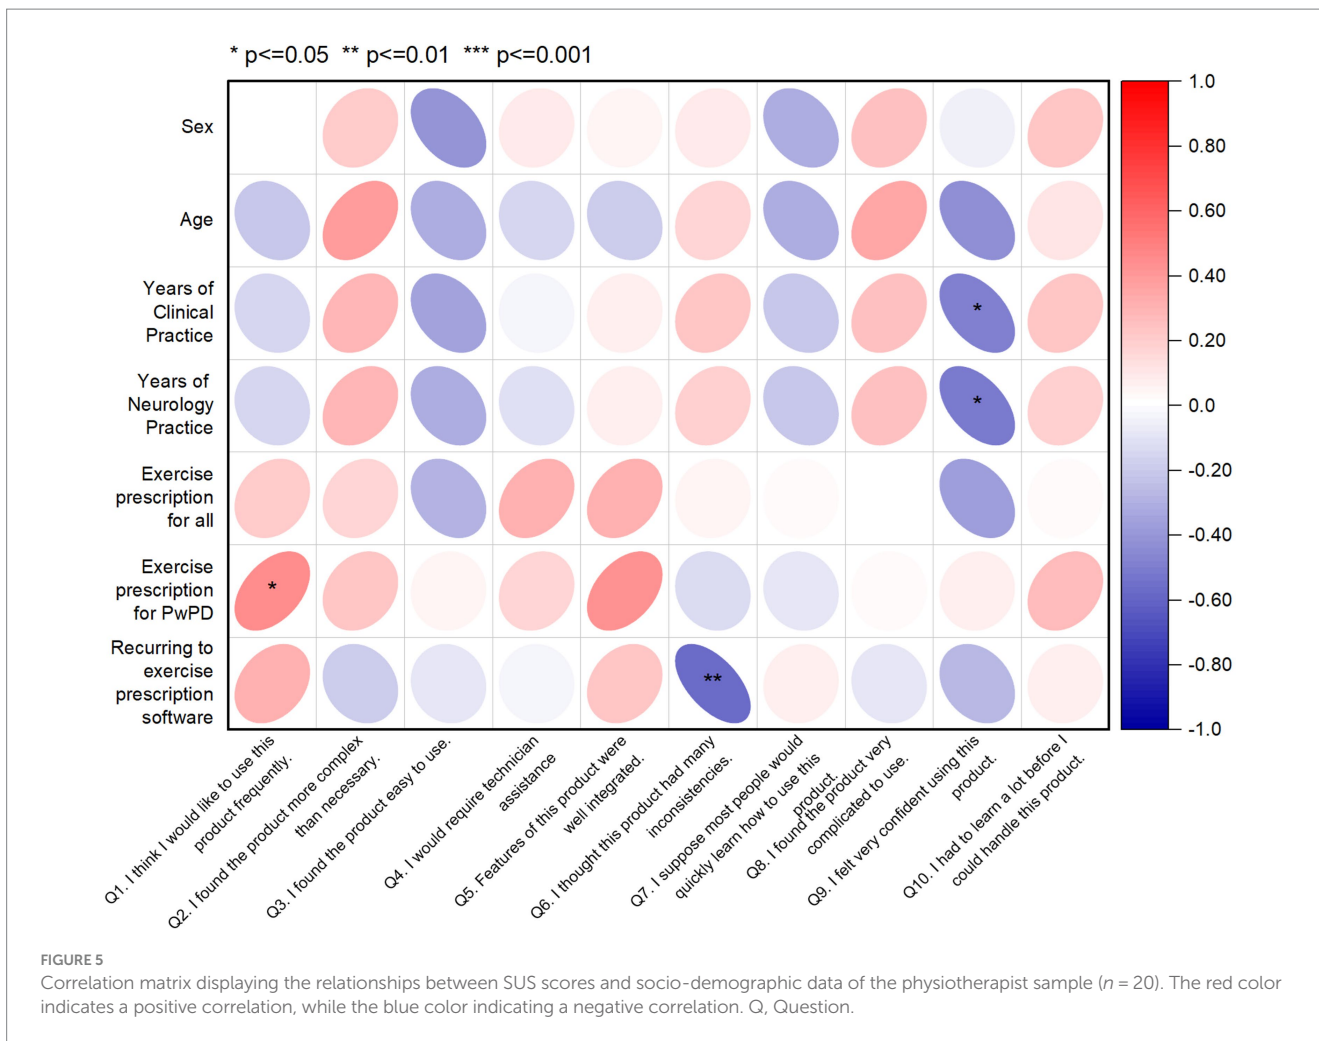 * p<=0.05  ** p<=0.01  *** p<=0.001
Sex
Age
Years of
Clinical
Practice
*
Years of
Neurology
Practice
*
Exercise
prescription
for all
Exercise
prescription
for PwPD
*
Recurring to
exercise
prescription
software
**
1.0
0.80
0.60
0.40
0.20
0.0
-0.20
-0.40
-0.60
-0.80
-1.0
Q1. I think I would like to use this
product frequently.
Q2. I found the product more complex
than necessary.
Q3. I found the product easy to use.
Q4. I would require technician
assistance
Q5. Features of this product were
well integrated.
Q6. I thought this product had many
inconsistencies.
Q7. I suppose most people would
quickly learn how to use this
product.
Q8. I found the product very
complicated to use.
Q9. I felt very confident using this
product.
Q10. I had to learn a lot before I
could handle this product.
FIGURE 5
Correlation matrix displaying the relationships between SUS scores and socio-demographic data of the physiotherapist sample (n = 20). The red color
indicates a positive correlation, while the blue color indicating a negative correlation. Q, Question.